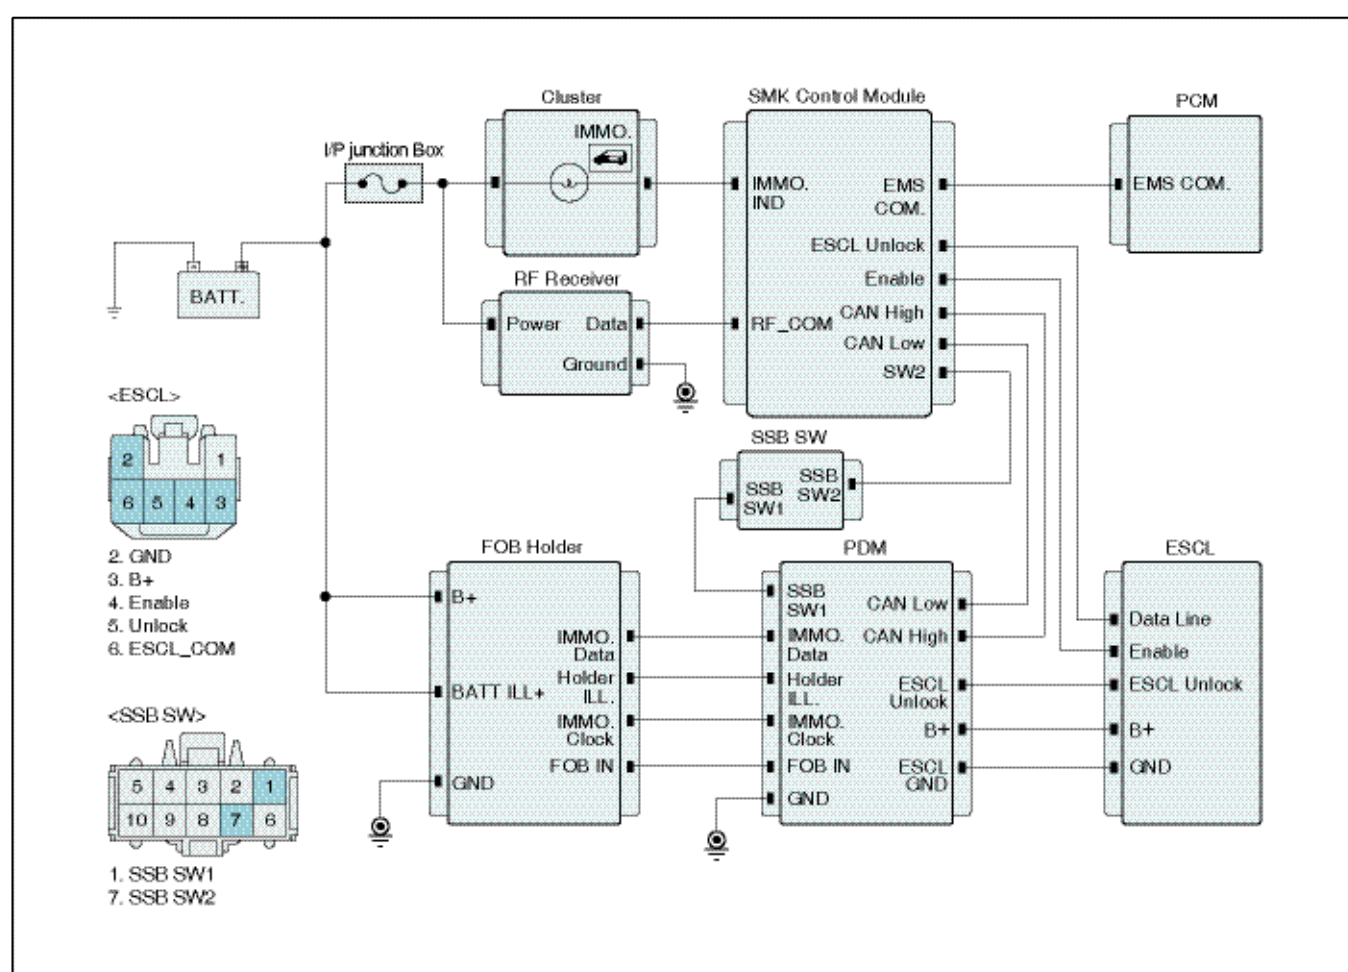 Cluster
SMK Control Module
PCM
IMMO.
I/P junction Box
IMMO.
IND
EMS
COM.
EMS COM.
ESCL Unlock
Enable
CAN High
CAN Low
SW2
RF_COM
- +
BATT.
RF Receiver
Power
Data
Ground
<ESCL>
2 1
6 5 4 3
2. GND
3. B+
4. Enable
5. Unlock
6. ESCL_COM
SSB SW
SSB
SW1
SSB
SW2
FOB Holder
B+
IMMO.
Data
BATT ILL+
Holder
ILL.
IMMO.
Clock
FOB IN
GND
PDM
SSB
SW1
CAN Low
IMMO.
Data
CAN High
Holder
ILL.
ESCL
Unlock
IMMO.
Clock
B+
FOB IN
ESCL
GND
GND
ESCL
Data Line
Enable
ESCL Unlock
B+
GND
<SSB SW>
5 4 3 2 1
10 9 8 7 6
1. SSB SW1
7. SSB SW2